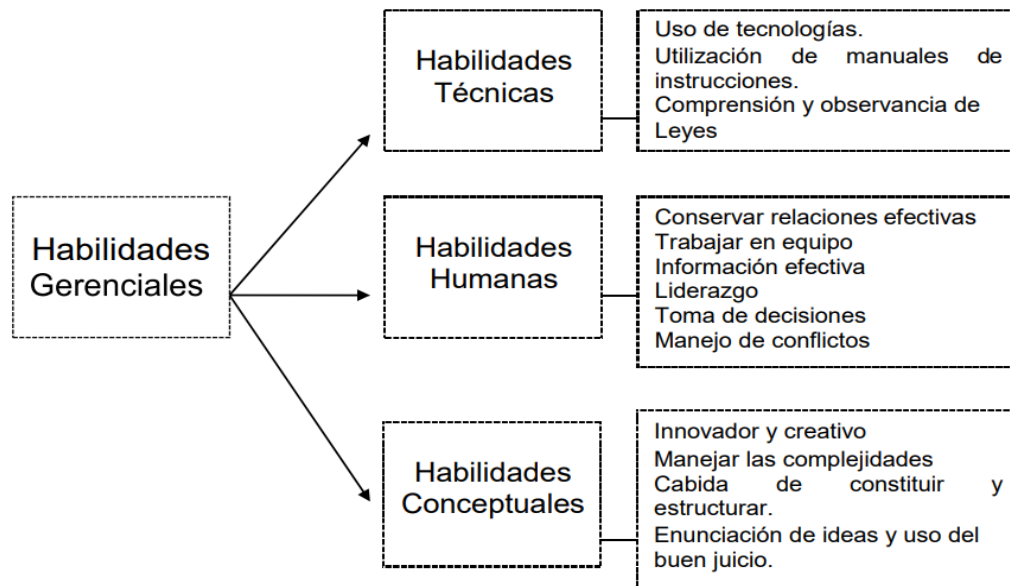 Habilidades
Gerenciales
Habilidades
Técnicas
Uso de tecnologías.
Utilización de manuales de
instrucciones.
Comprensión y observancia de
Leyes
Habilidades
Humanas
Conservar relaciones efectivas
Trabajar en equipo
Información efectiva
Liderazgo
Toma de decisiones
Manejo de conflictos
Habilidades
Conceptuales
Innovador y creativo
Manejar las complejidades
Cabida de constituir y
estructurar.
Enunciación de ideas y uso del
buen juicio.